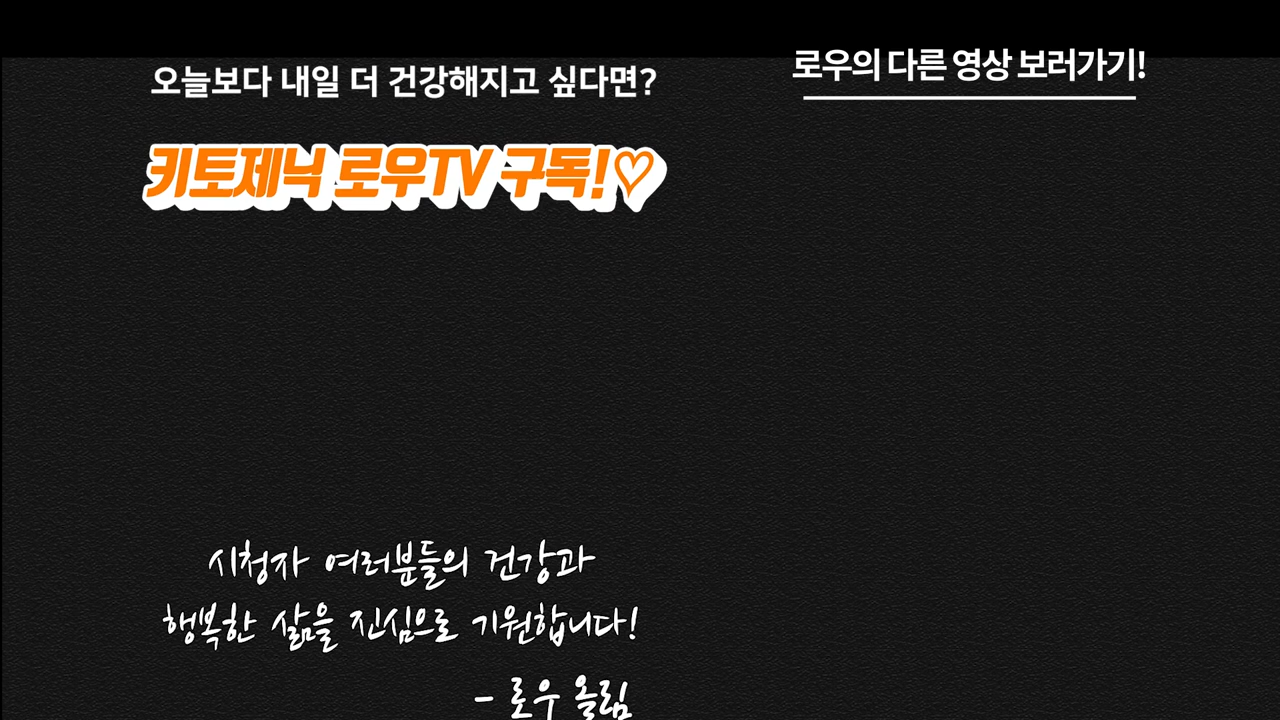 오늘보다 내일 더 건강해지고 싶다면?
키토제닉 로우TV 구독!♡
로우의 다른 영상 보러가기!
시청자 여러분들의 건강과
행복한 삶을 진심으로 기원합니다!
- 로우 올림